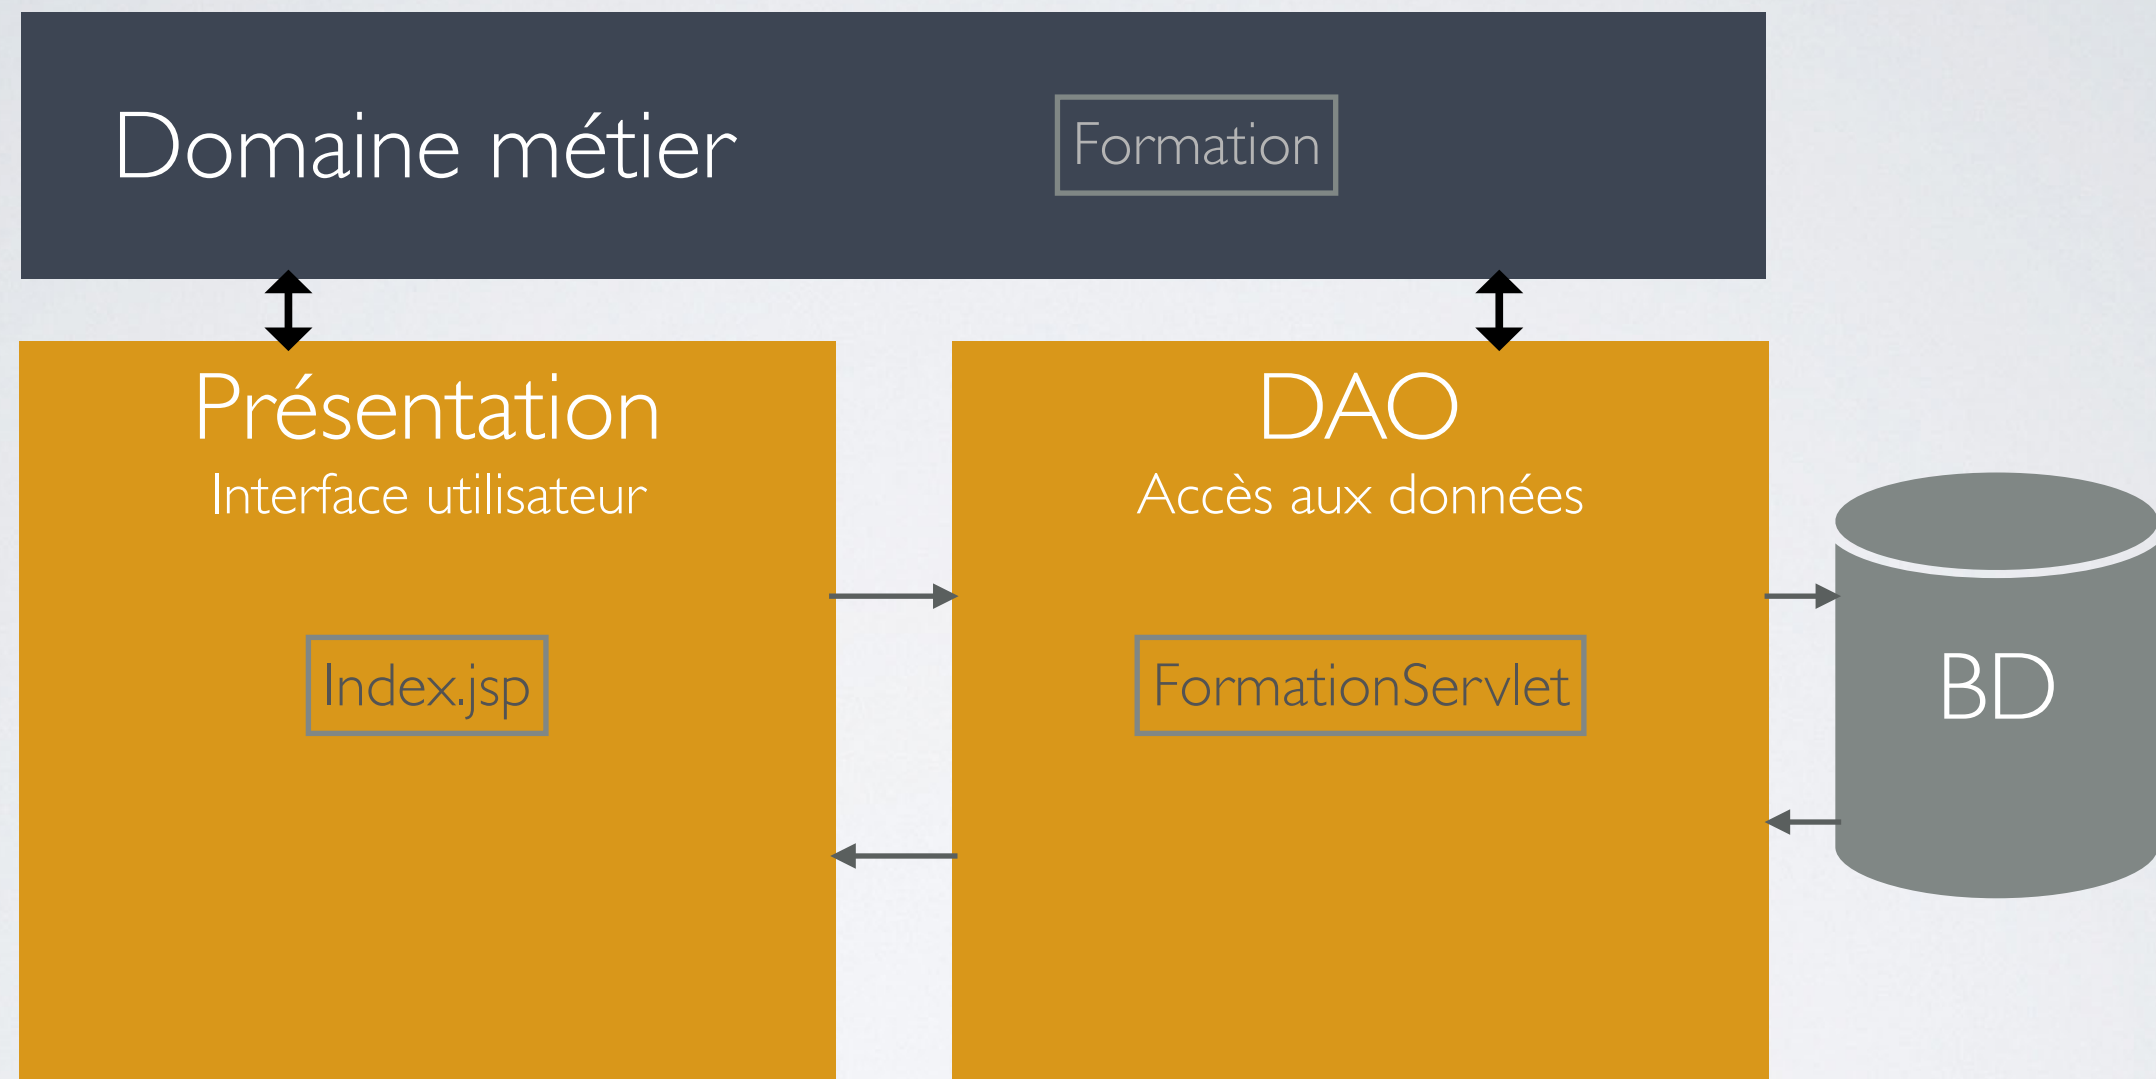 Domaine métier
Formation
Présentation
Interface utilisateur
Index.jsp
DAO
Accès aux données
FormationServlet
BD